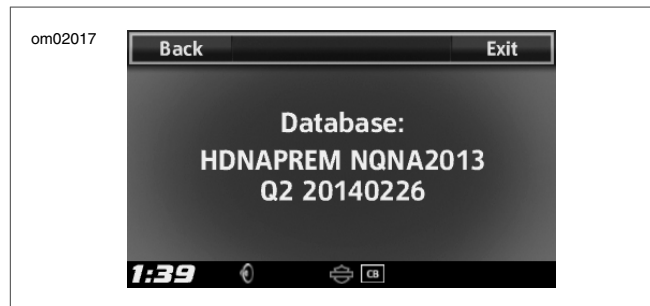 om02017
Back Exit
Database:
HDNAPREM NQNA2013
Q2 20140226
1:39 CB